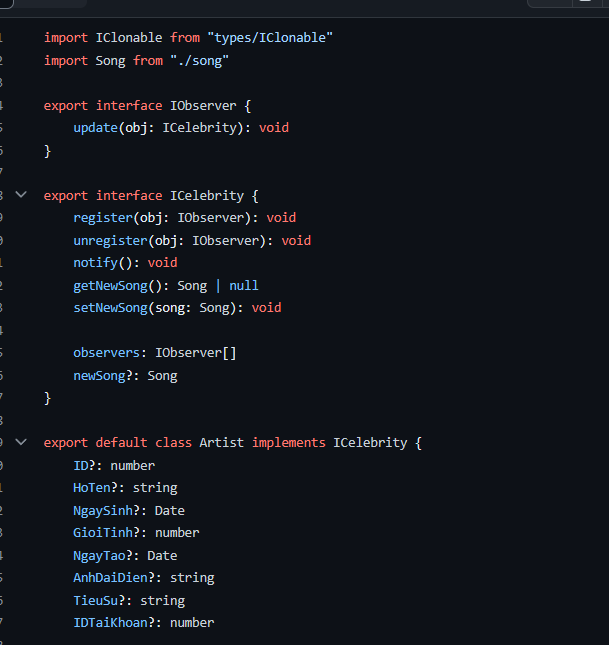 import IClonable from "types/IClonable"
import Song from "./song"
export interface IObserver {
update(obj: ICelebrity): void
}
export interface ICelebrity {
register(obj: IObserver): void
unregister(obj: IObserver): void
notify(): void
getNewSong(): Song | null
setNewSong(song: Song): void
observers: IObserver[]
newSong?: Song
}
export default class Artist implements ICelebrity {
ID?: number
HoTen?: string
NgaySinh?: Date
GioiTinh?: number
NgayTao?: Date
AnhDaiDien?: string
TieuSu?: string
IDTaiKhoan?: number